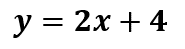 y = 2x + 4